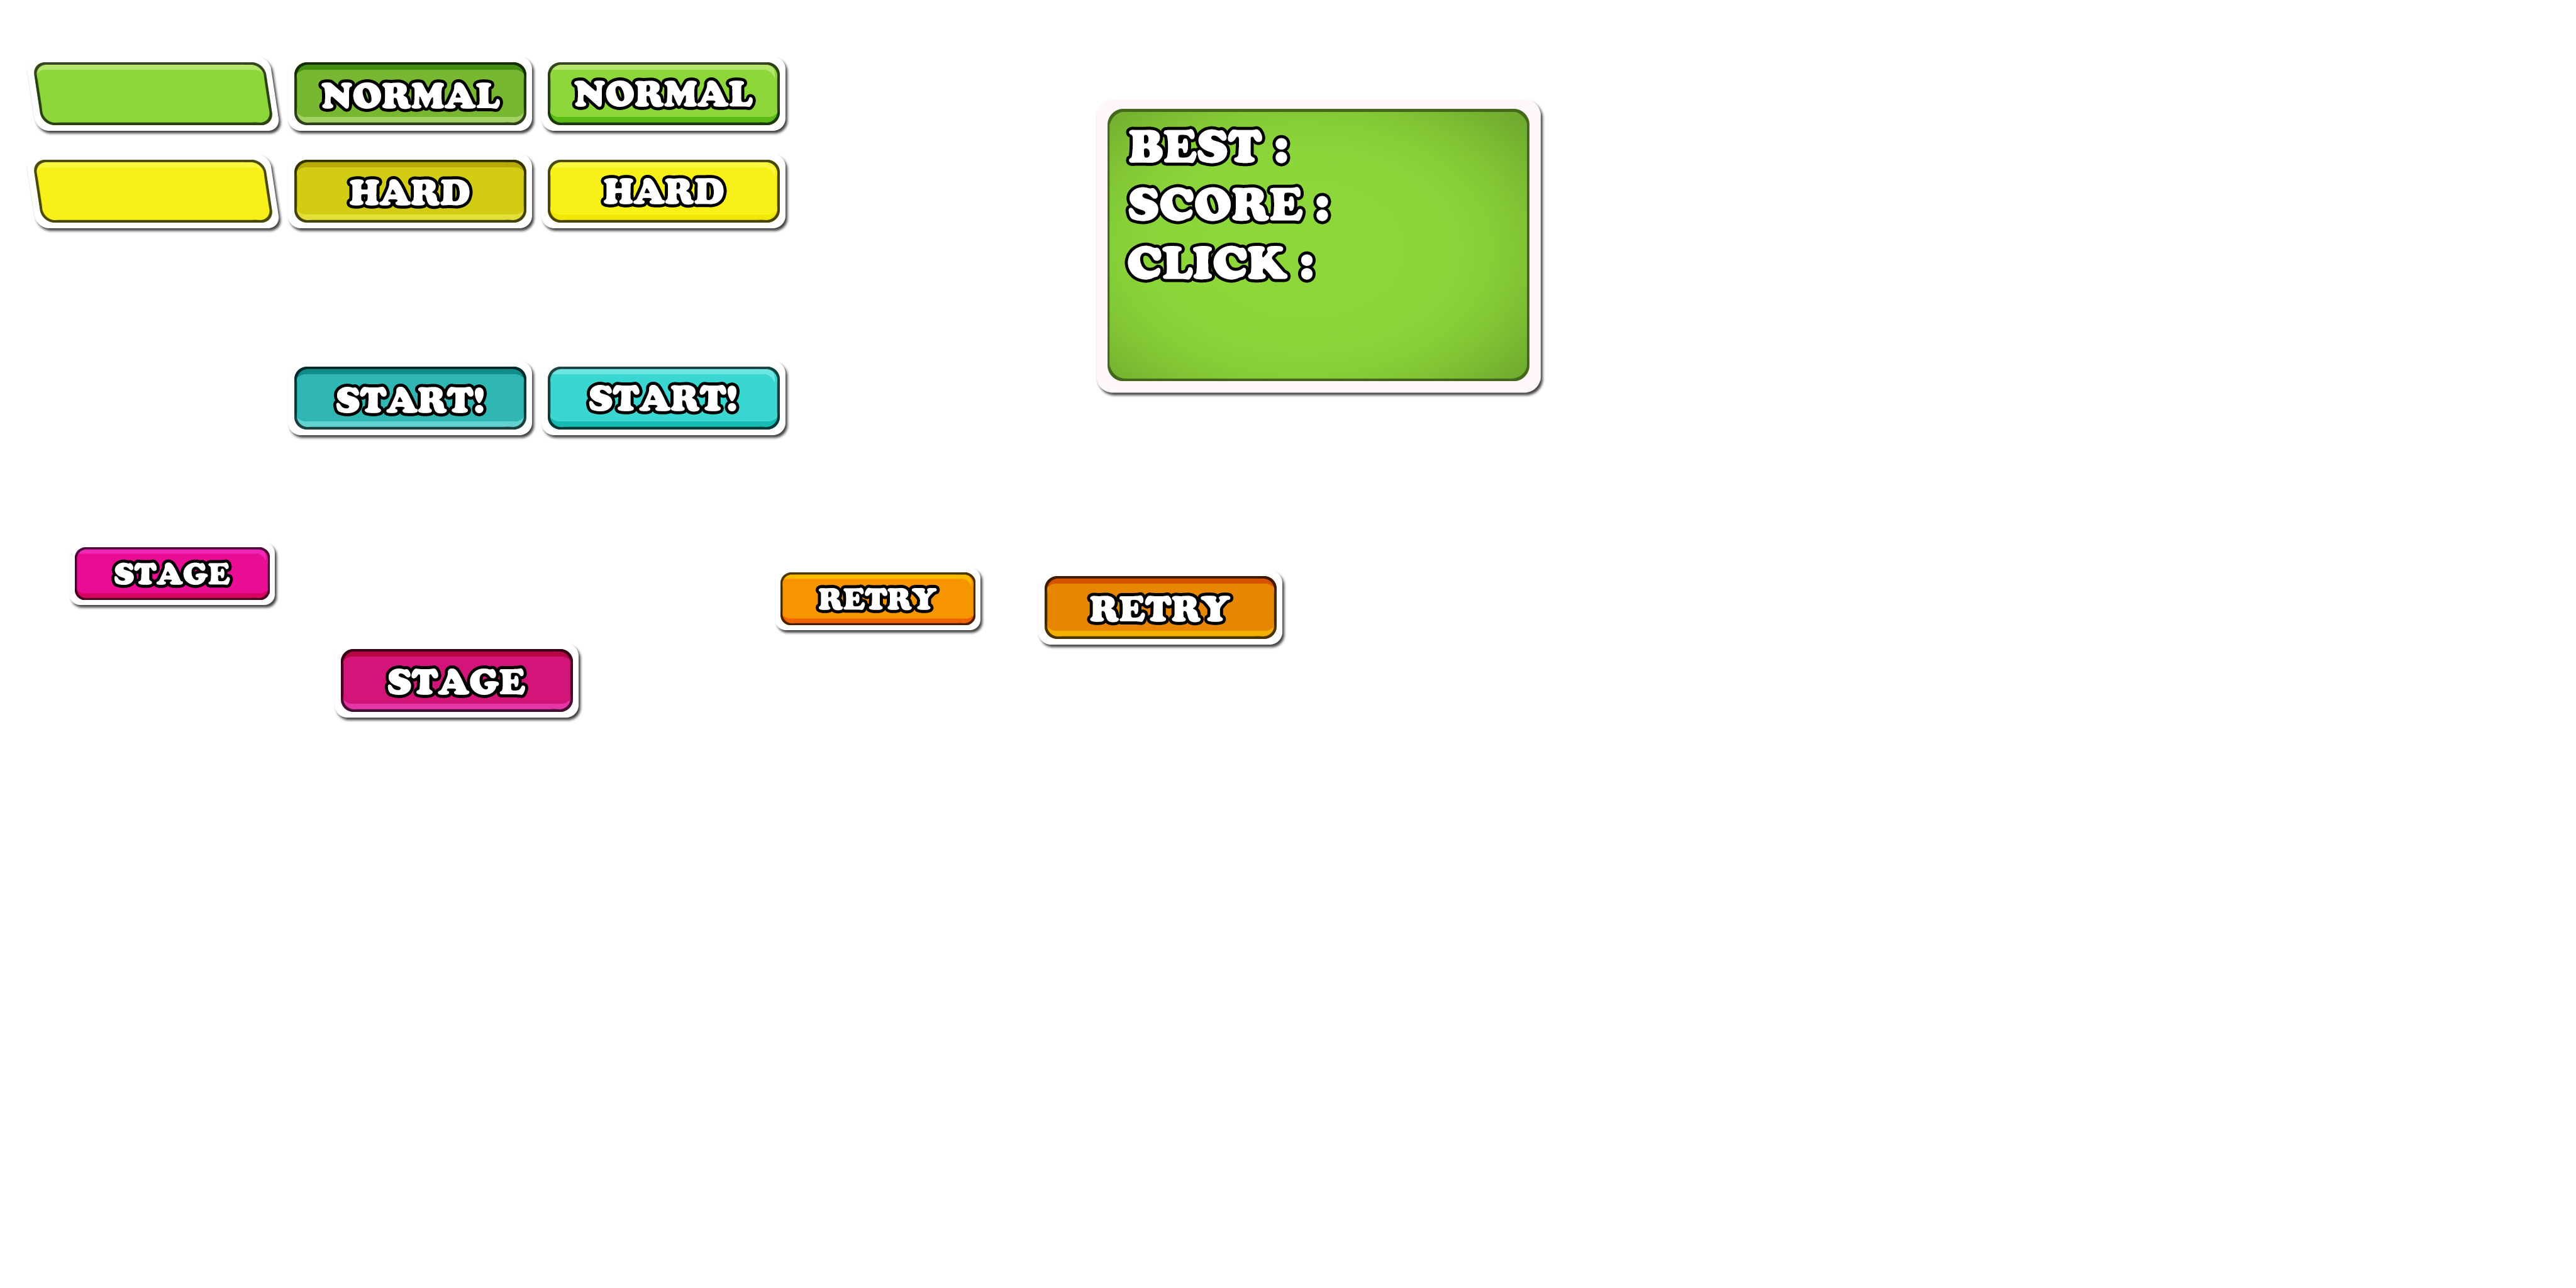 NORMAL
NORMAL
HARD
HARD
BEST :
SCORE :
CLICK :
START!
START!
STAGE
RETRY
RETRY
STAGE